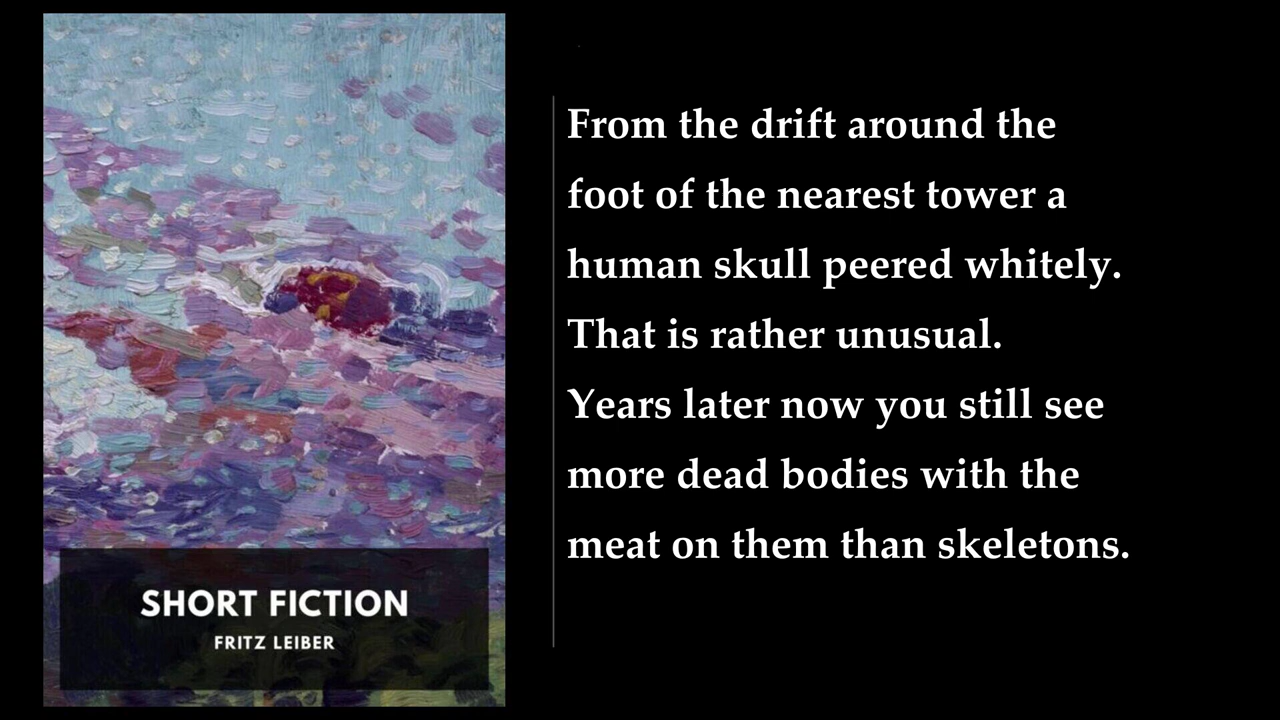 From the drift around the
foot of the nearest tower a
human skull peered whitely.
That is rather unusual.
Years later now you still see
more dead bodies with the
meat on them than skeletons.
SHORT FICTION
FRITZ LEIBER